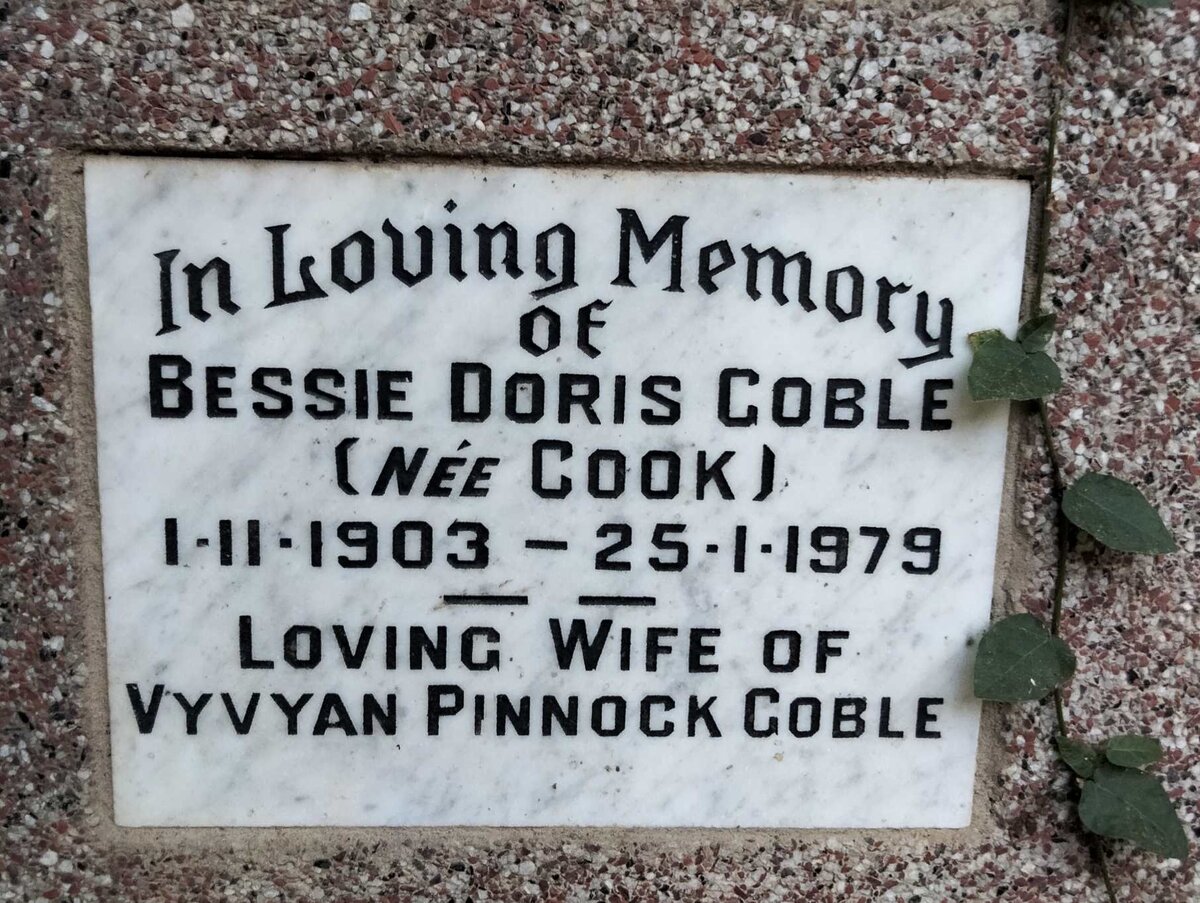 In Loving Memory
of
BESSIE DORIS COBLE
(NÉE COOK)
1·11·1903 – 25·1·1979
LOVING WIFE OF
VYVYAN PINNOCK COBLE